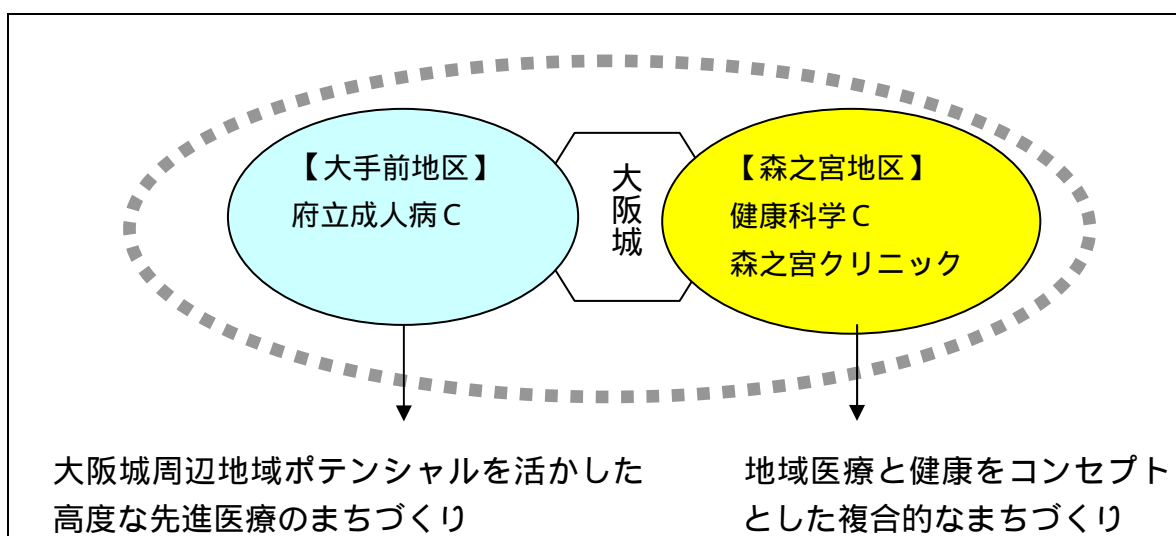 【大手前地区】
府立成人病C
大阪城
【森之宮地区】
健康科学C
森之宮クリニック
大阪城周辺地域ポテンシャルを活かした
高度な先進医療のまちづくり
地域医療と健康をコンセプト
とした複合的なまちづくり